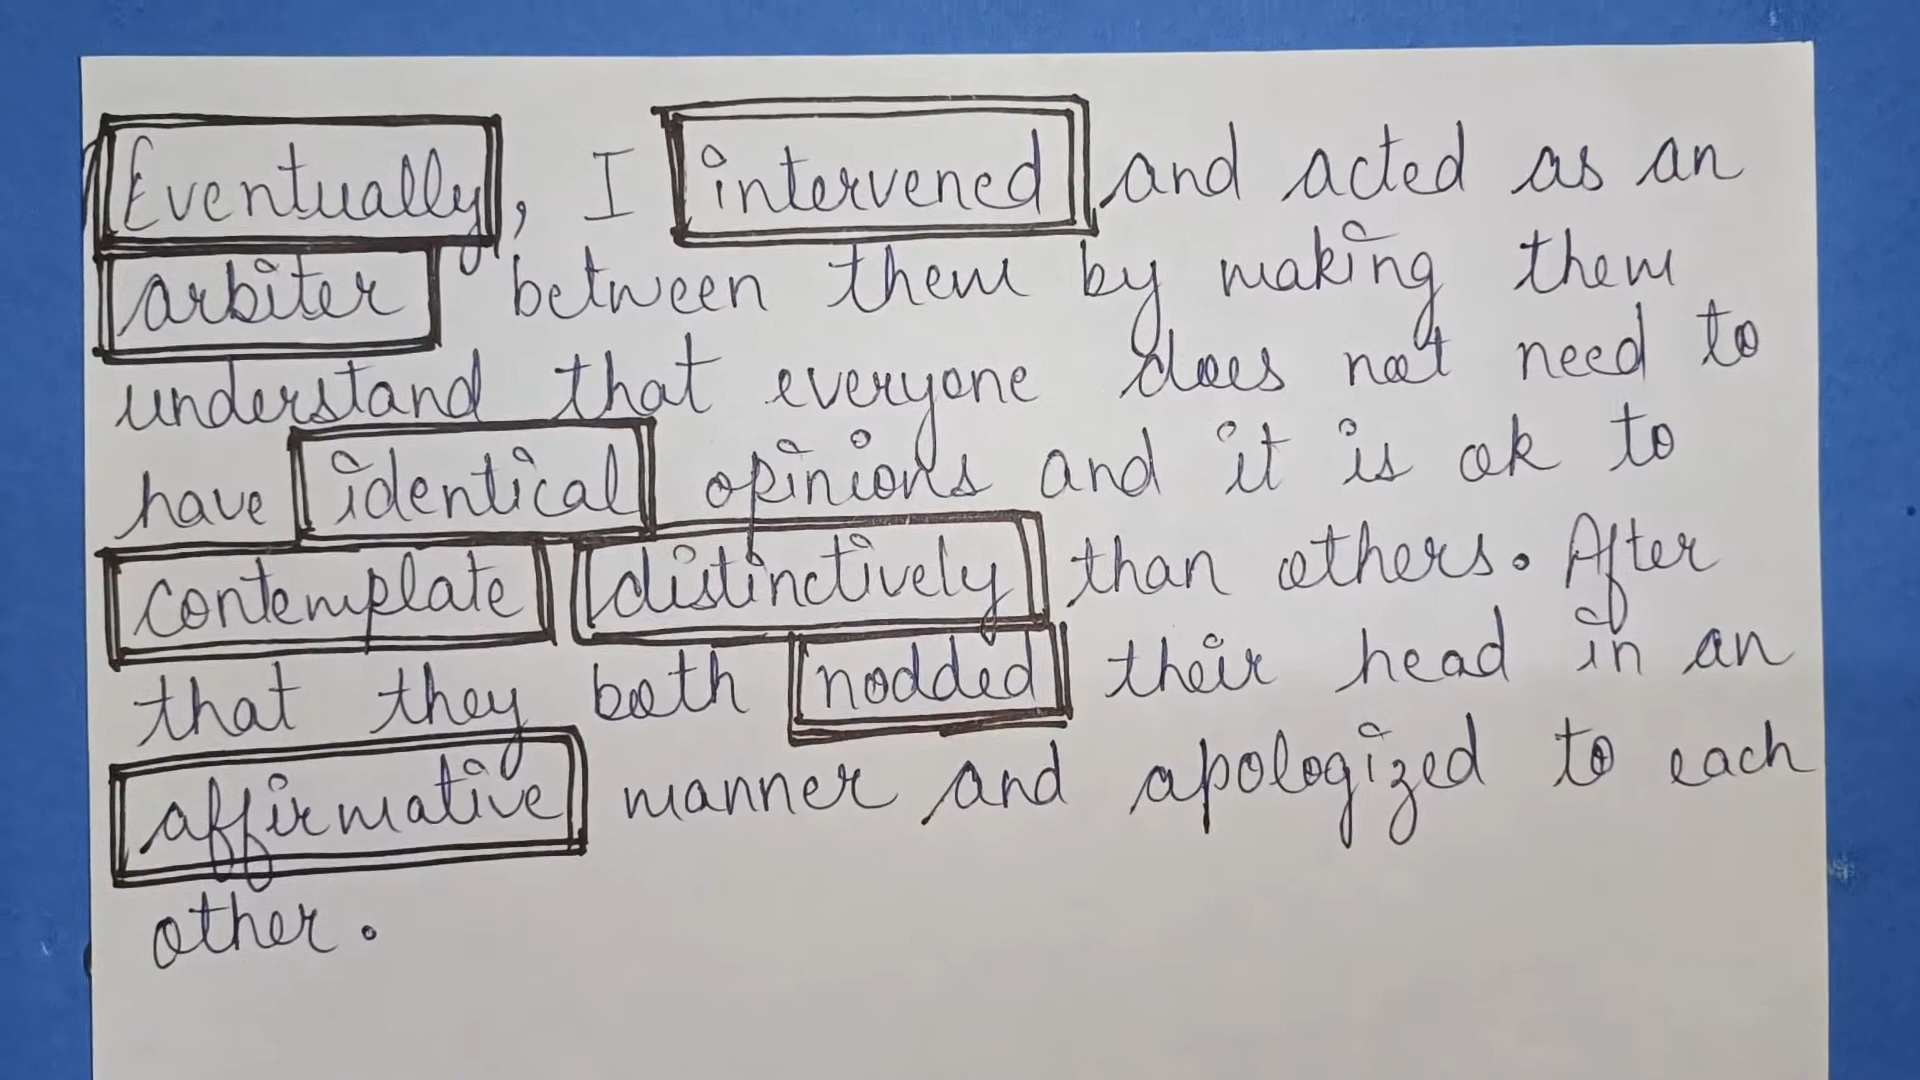 Eventually, I intervened and acted as an
arbiter between them by making them
understand that everyone does not need to
have identical opinions and it is ok to
contemplate distinctively than others. After
that they both nodded their head in an
affirmative manner and apologized to each
other.